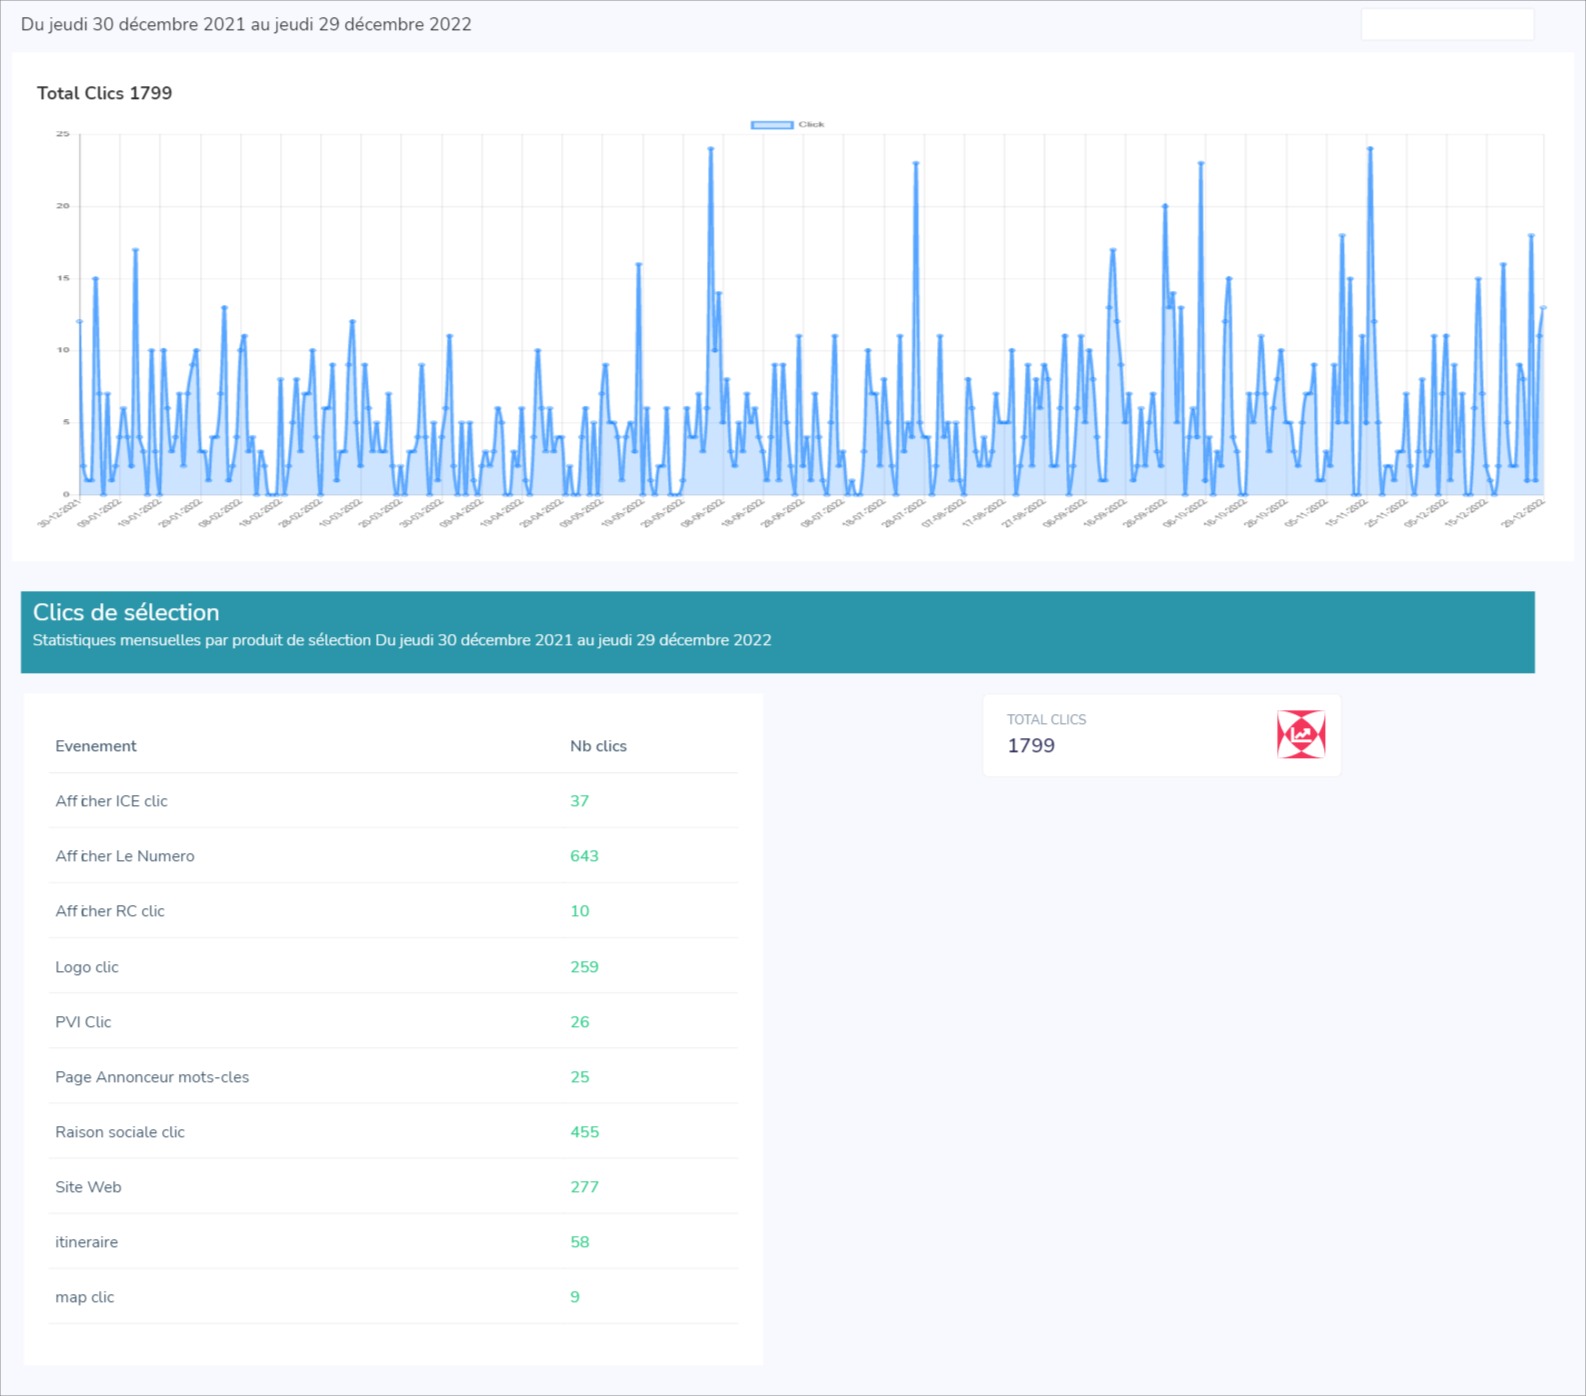 Du jeudi 30 décembre 2021 au jeudi 29 décembre 2022
Total Clics 1799
Click
25
20
15
10
5
0
30-12-2021 09-01-2022 19-01-2022 29-01-2022 08-02-2022 18-02-2022 28-02-2022 10-03-2022 20-03-2022 30-03-2022 09-04-2022 19-04-2022 29-04-2022 09-05-2022 19-05-2022 29-05-2022 08-06-2022 18-06-2022 28-06-2022 08-07-2022 18-07-2022 28-07-2022 07-08-2022 17-08-2022 27-08-2022 06-09-2022 16-09-2022 26-09-2022 06-10-2022 16-10-2022 26-10-2022 05-11-2022 15-11-2022 25-11-2022 05-12-2022 15-12-2022 29-12-2022
Clics de sélection
Statistiques mensuelles par produit de sélection Du jeudi 30 décembre 2021 au jeudi 29 décembre 2022
Evenement Nb clics
Afficher ICE clic 37
Afficher Le Numero 643
Afficher RC clic 10
Logo clic 259
PVI Clic 26
Page Annonceur mots-cles 25
Raison sociale clic 455
Site Web 277
itineraire 58
map clic 9
TOTAL CLICS
1799